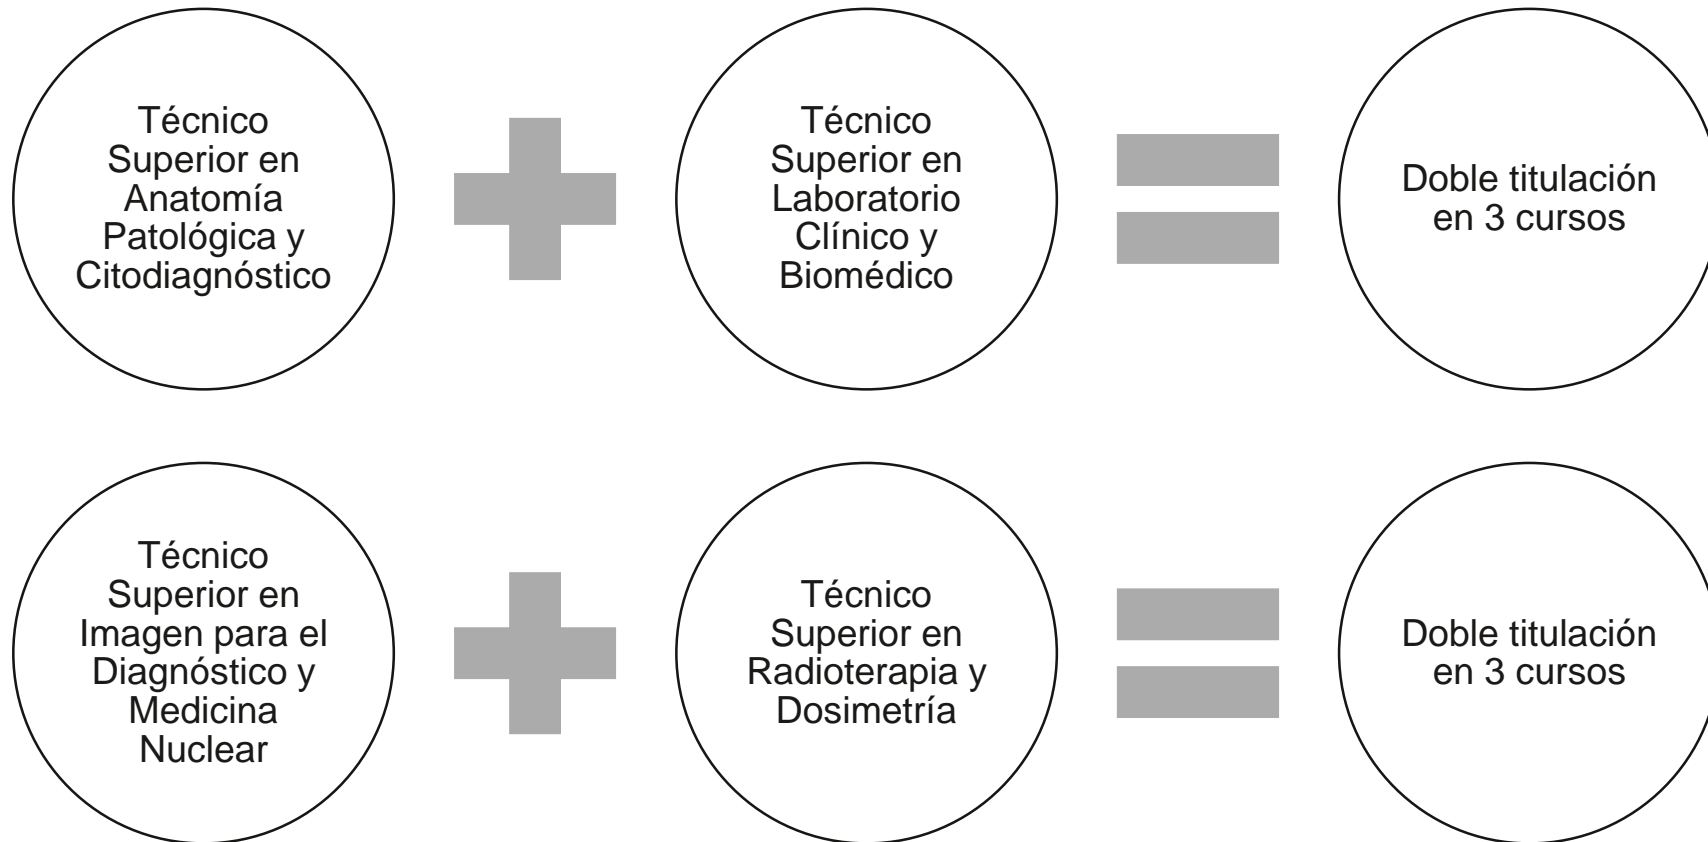 Técnico
Superior en
Anatomía
Patológica y
Citodiagnóstico
Técnico
Superior en
Laboratorio
Clínico y
Biomédico
Doble titulación
en 3 cursos
Técnico
Superior en
Imagen para el
Diagnóstico y
Medicina
Nuclear
Técnico
Superior en
Radioterapia y
Dosimetría
Doble titulación
en 3 cursos